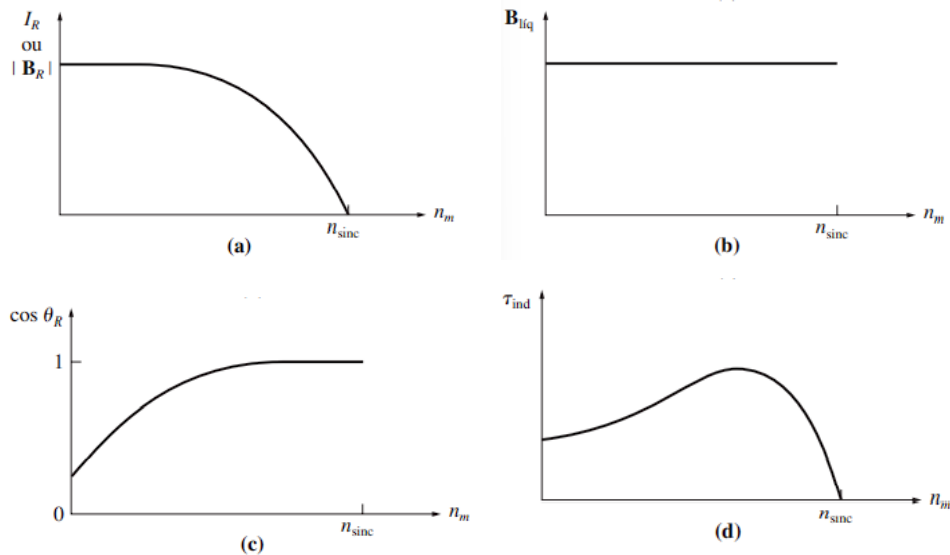 I_R
ou
| B_R |
n_sinc
n_m
(a)
B_líq
n_sinc
n_m
(b)
cos θ_R
1
0
n_sinc
n_m
(c)
τ_ind
n_sinc
n_m
(d)